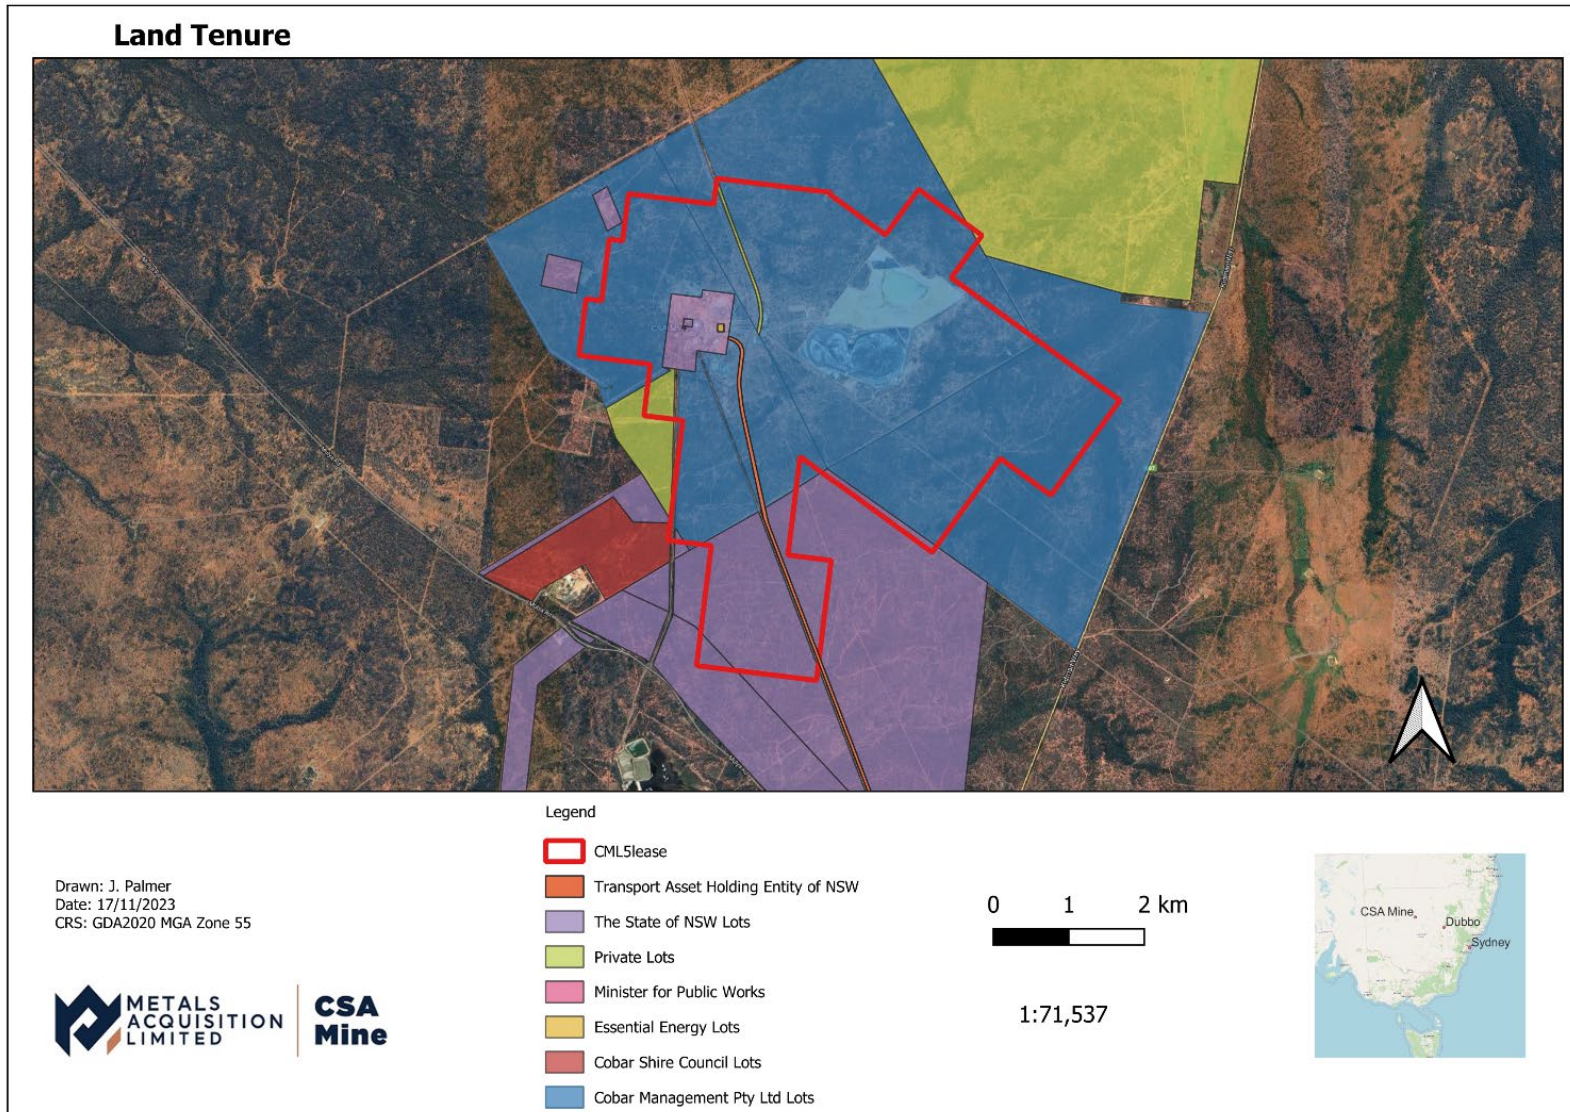 Land Tenure
Legend
CML5lease
Transport Asset Holding Entity of NSW
The State of NSW Lots
Private Lots
Minister for Public Works
Essential Energy Lots
Cobar Shire Council Lots
Cobar Management Pty Ltd Lots
Drawn: J. Palmer
Date: 17/11/2023
CRS: GDA2020 MGA Zone 55
METALS
ACQUISITION
LIMITED
CSA
Mine
0 1 2 km
1:71,537
CSA Mine
Dubbo
Sydney